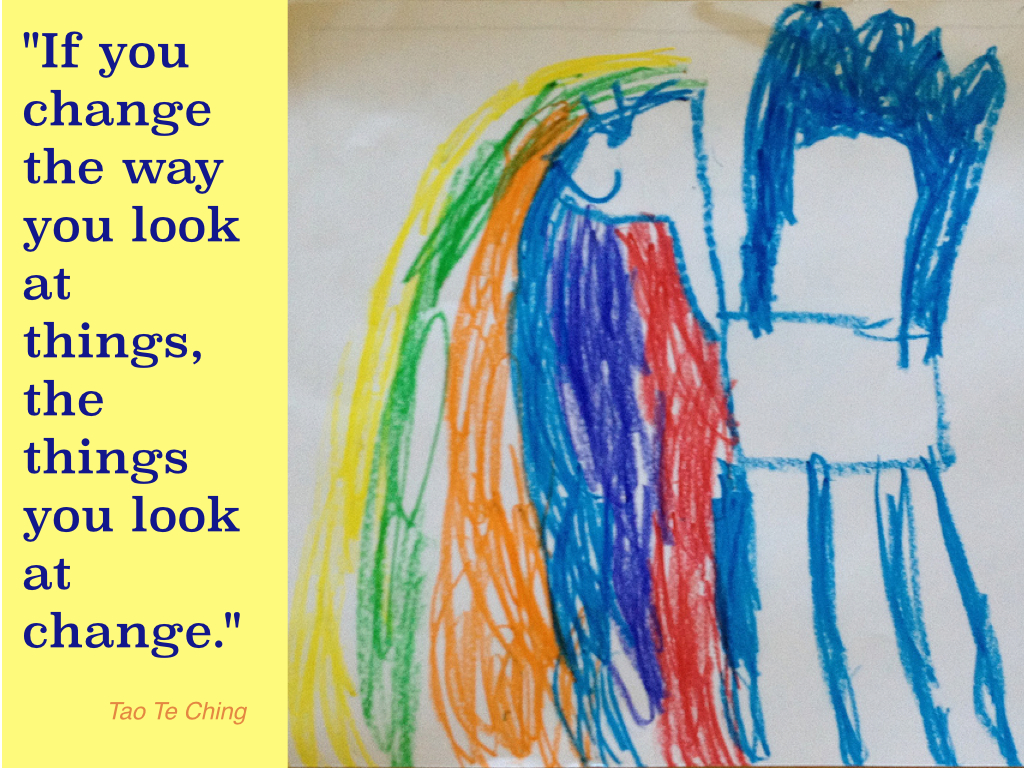 "If you
change
the way
you look
at
things,
the
things
you look
at
change."
Tao Te Ching